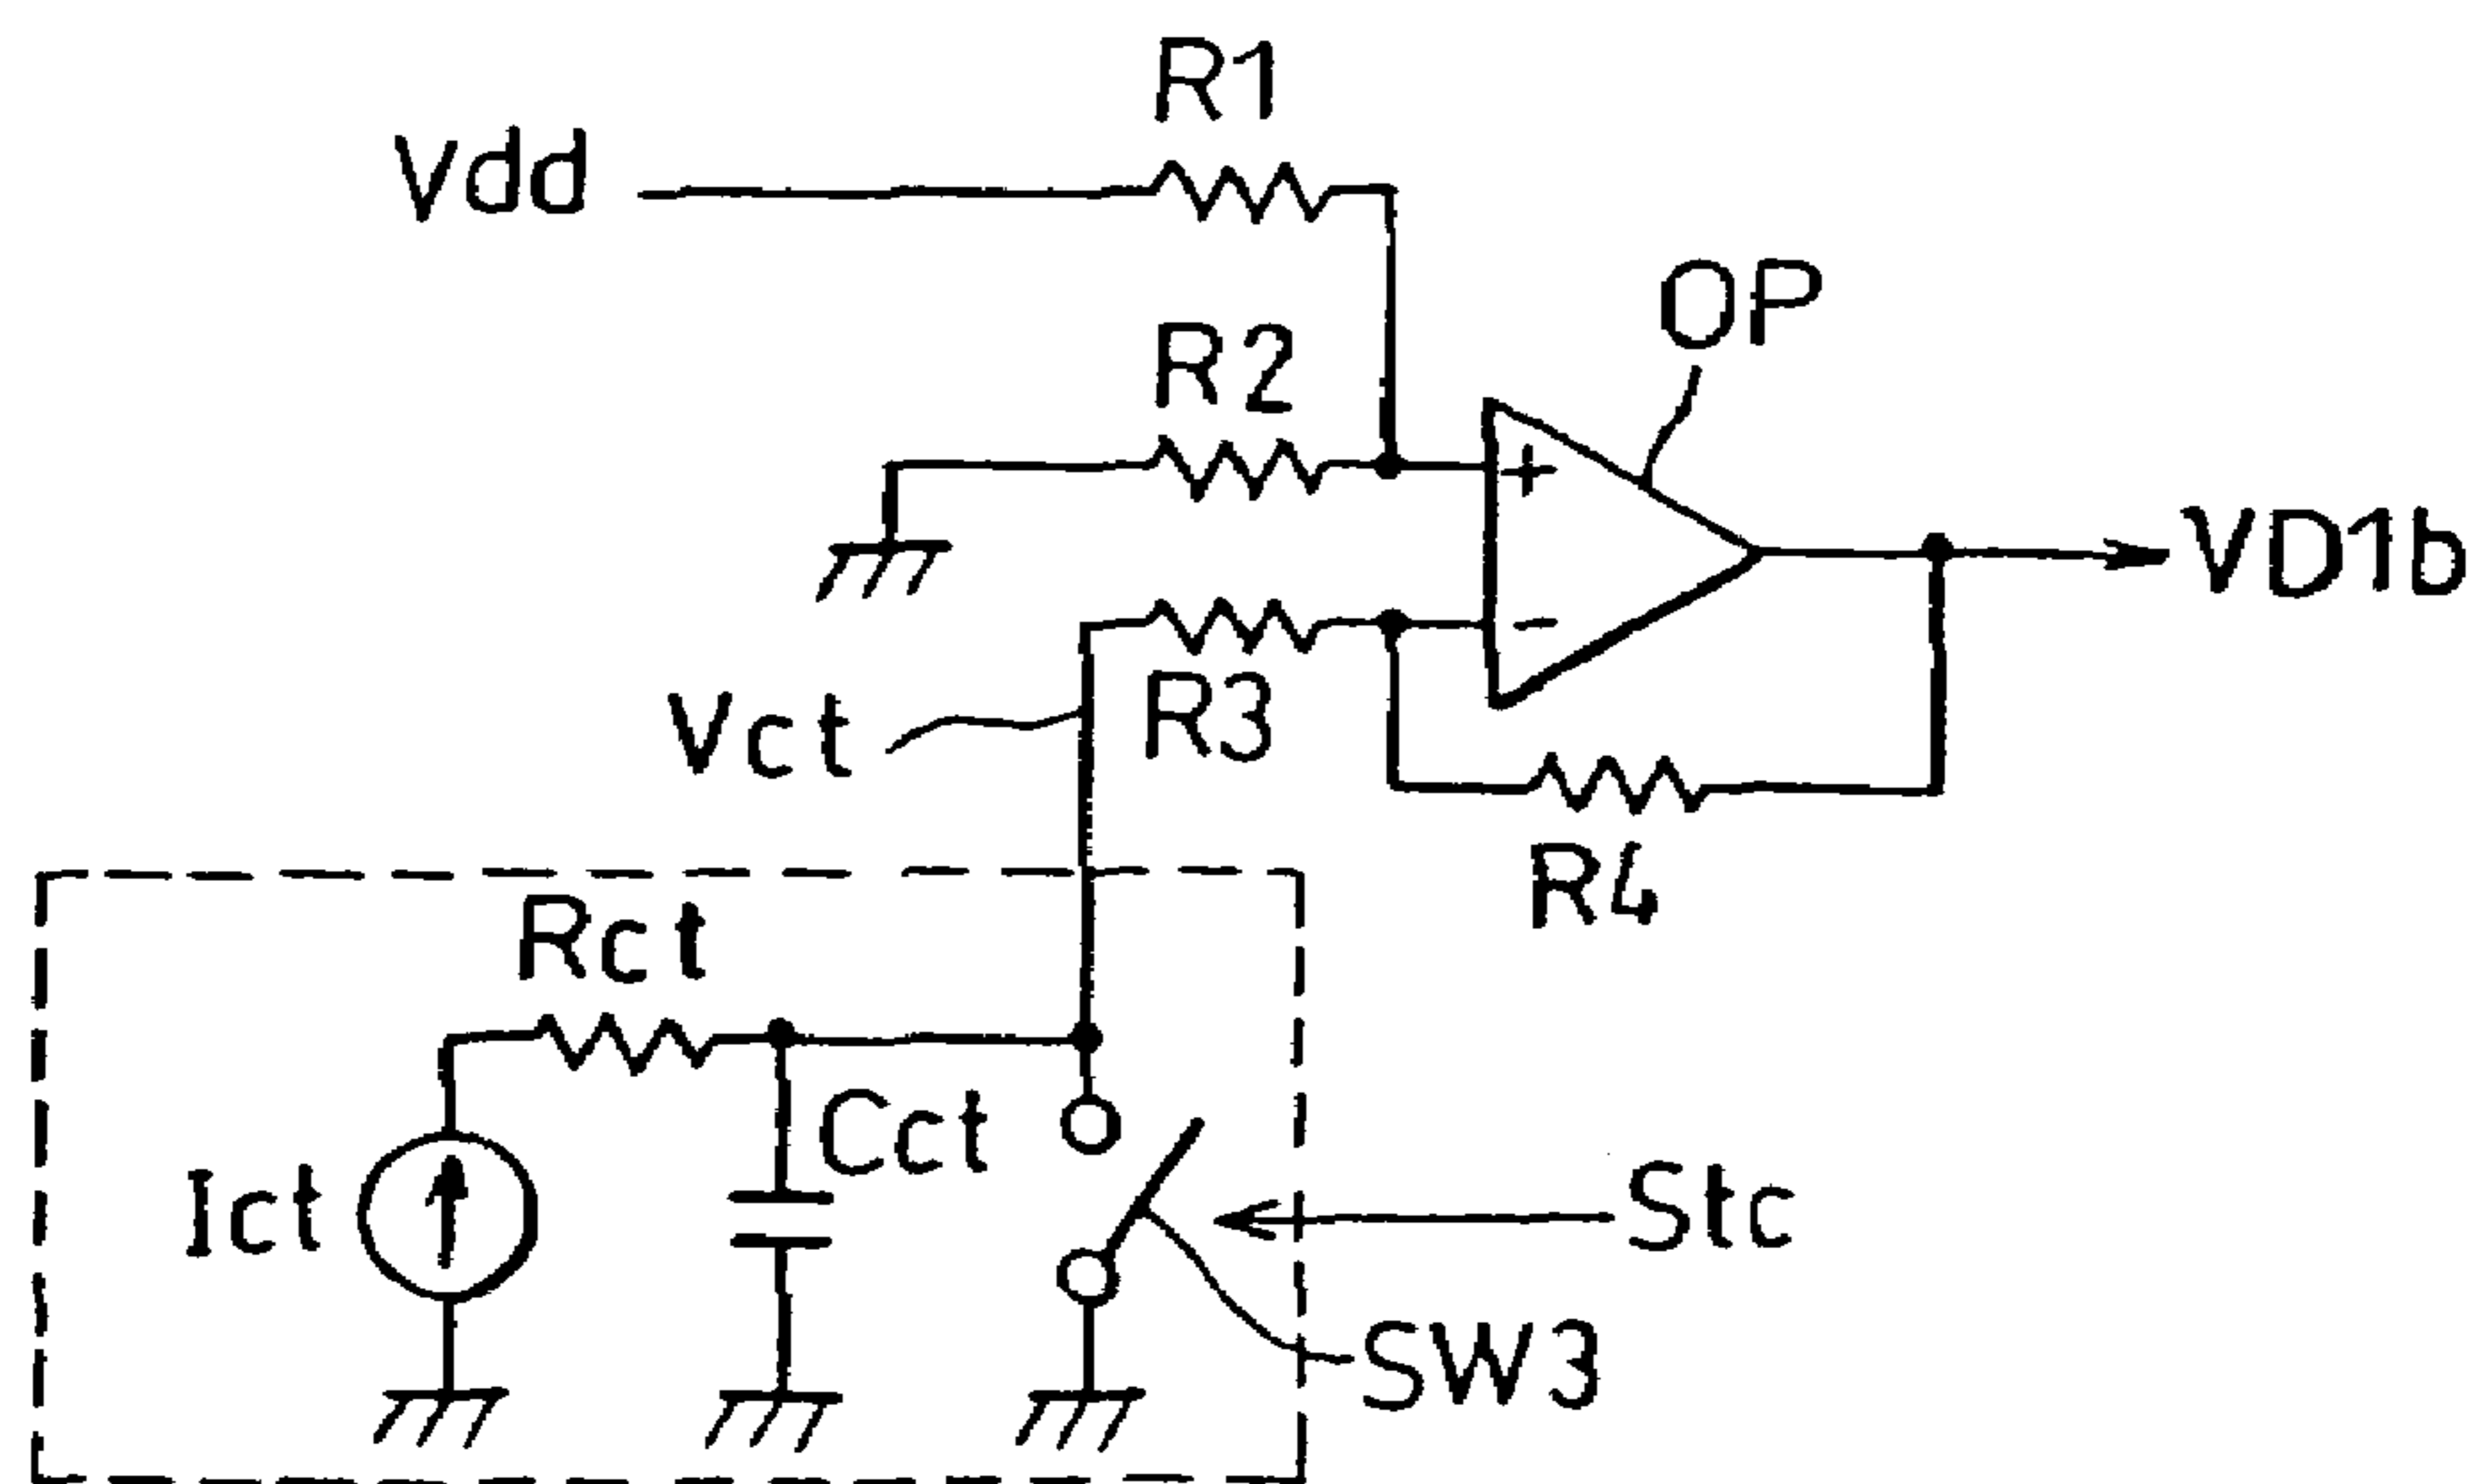 R1
Vdd
OP
R2
+
VD1b
-
R3
Vct
R4
Rct
Cct
Ict
Stc
SW3